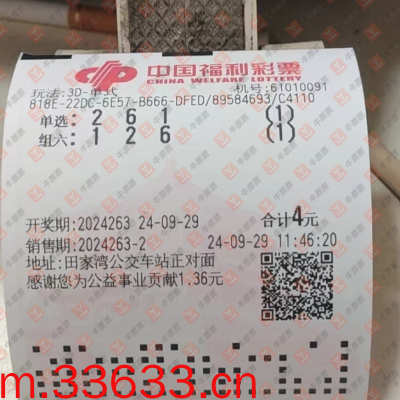 中国福利彩票
CHINA WELFARE LOTTERY
玩法:3D-单式 机号:61010091
818E-22DC-6E57-B666-DFED/89584693/C4110
单选: 2 6 1 (1)
组六: 1 2 6 (1)
开奖期:2024263 24-09-29 合计4元
销售期:2024263-2 24-09-29 11:46:20
地址:田家湾公交车站正对面
感谢您为公益事业贡献1.36元
m.33633.cn